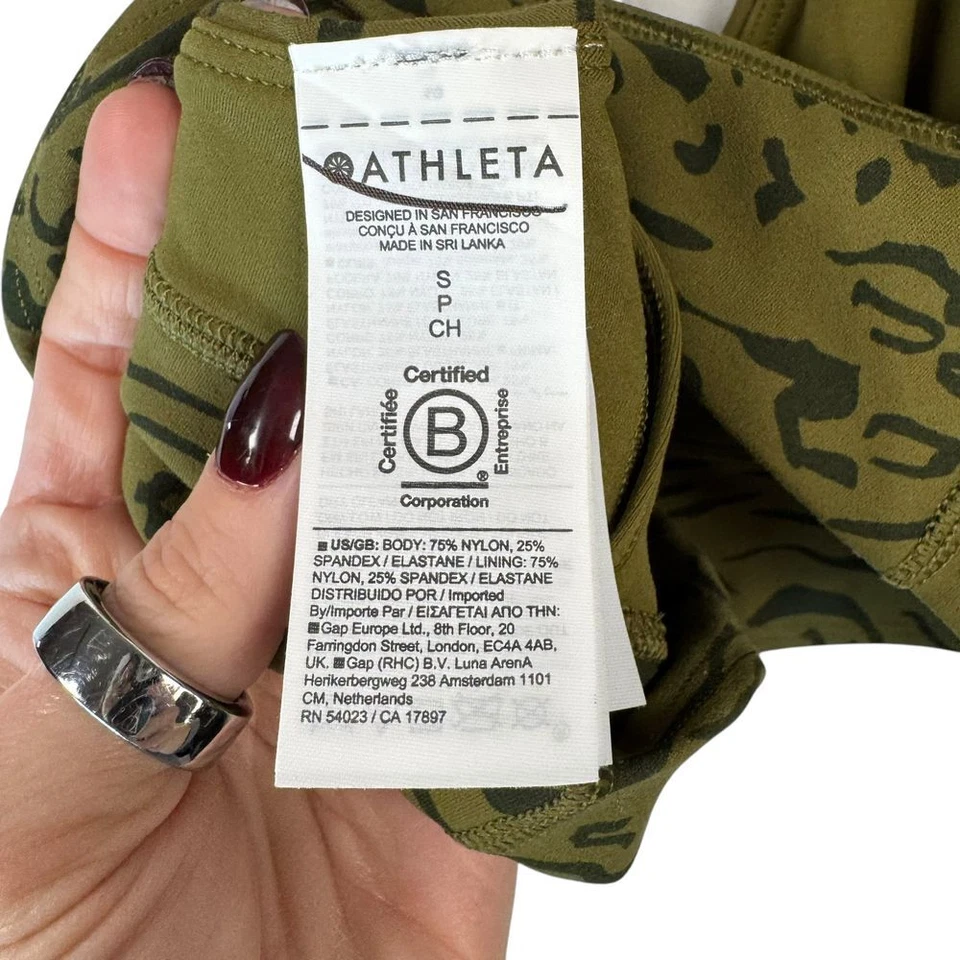 ATHLETA
DESIGNED IN SAN FRANCISCO
CONÇU À SAN FRANCISCO
MADE IN SRI LANKA
S
P
CH
Certified
Certifiée
B
®
Entreprise
Corporation
US/GB: BODY: 75% NYLON, 25%
SPANDEX / ELASTANE / LINING: 75%
NYLON, 25% SPANDEX / ELASTANE
DISTRIBUIDO POR / Imported
By/Importe Par / ΕΙΣΑΓΕΤΑΙ ΑΠΟ ΤΗΝ:
Gap Europe Ltd., 8th Floor, 20
Farringdon Street, London, EC4A 4AB,
UK. Gap (RHC) B.V. Luna ArenA
Herikerbergweg 238 Amsterdam 1101
CM, Netherlands
RN 54023 / CA 17897